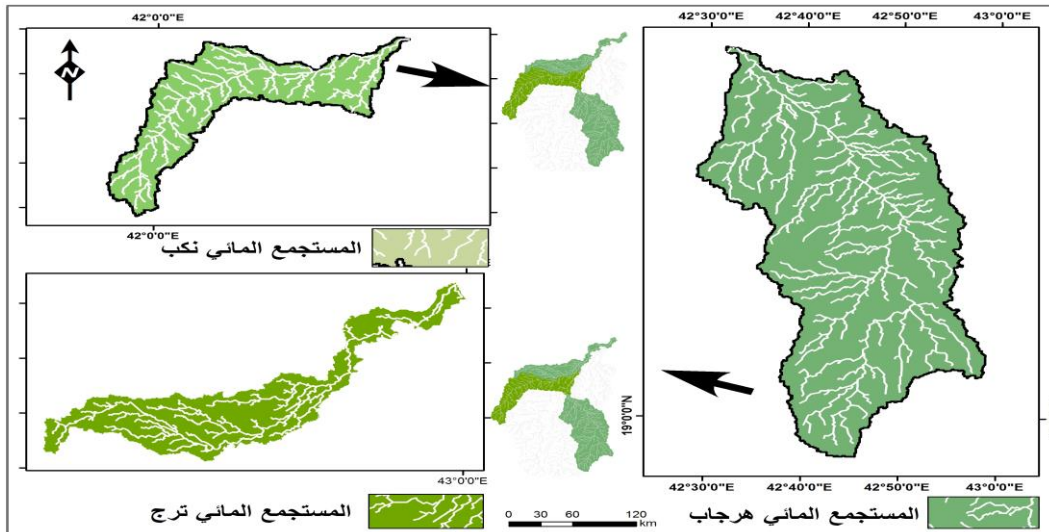 42°0'0"E
42°30'0"E 42°40'0"E 42°50'0"E 43°0'0"E
N
42°0'0"E
المستجمع المائي نكب
19°0'0"N
43°0'0"E
42°30'0"E 42°40'0"E 42°50'0"E 43°0'0"E
المستجمع المائي ترج
0 30 60 120
km
المستجمع المائي هرجاب